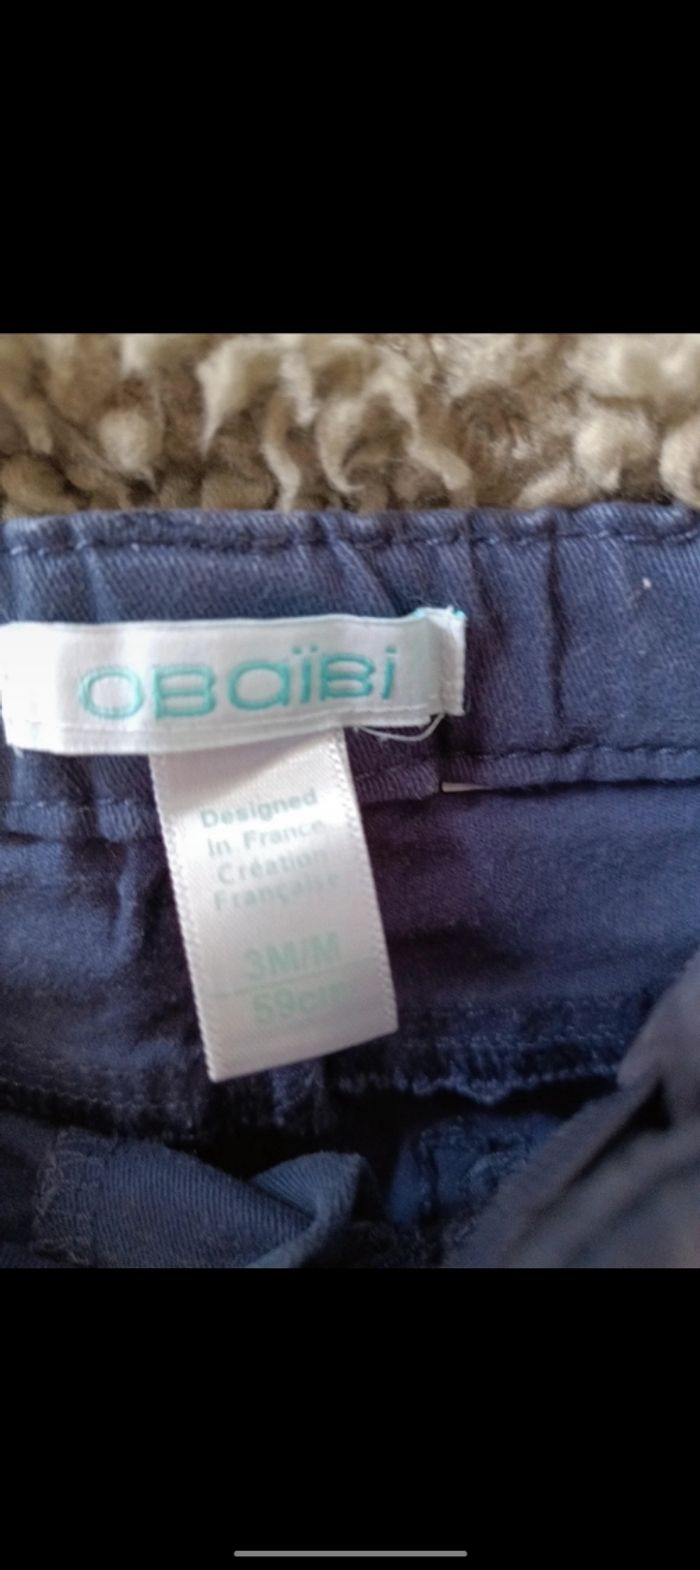 OBaïBi
Designed
in France
Création
Française
3M/M
59cm